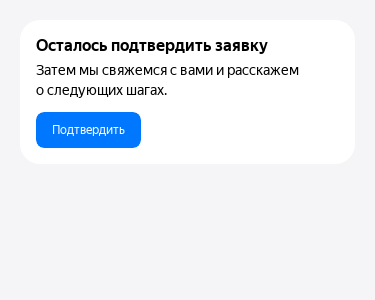 Осталось подтвердить заявку
Затем мы свяжемся с вами и расскажем
о следующих шагах.
Подтвердить